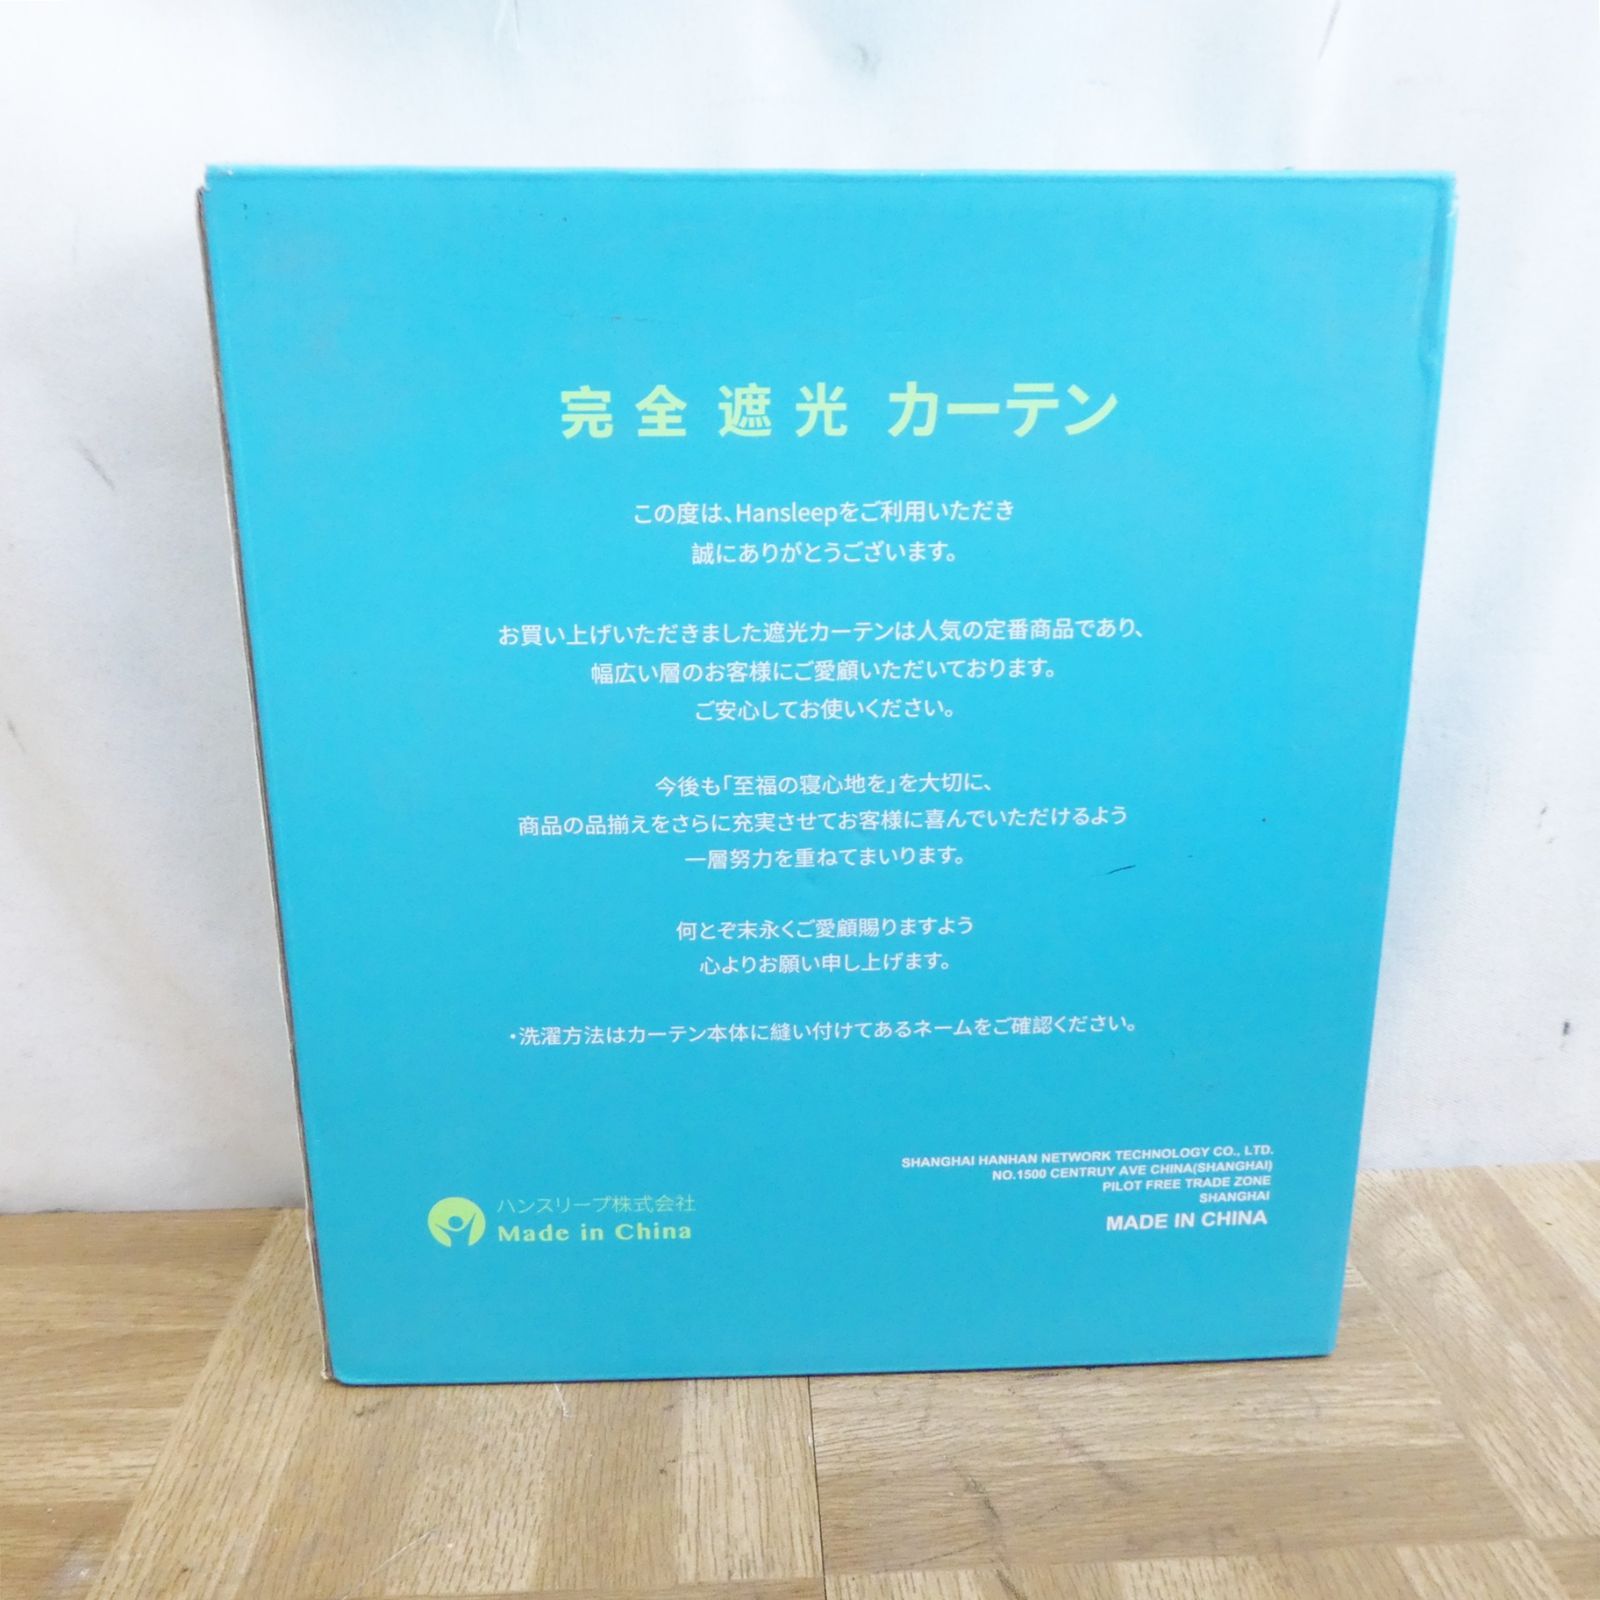 完全遮光 カーテン
この度は、Hansleepをご利用いただき
誠にありがとうございます。
お買い上げいただきました遮光カーテンは人気の定番商品であり、
幅広い層のお客様にご愛顧いただいております。
ご安心してお使いください。
今後も「至福の寝心地を」を大切に、
商品の品揃えをさらに充実させてお客様に喜んでいただけるよう
一層努力を重ねてまいります。
何とぞ末永くご愛顧賜りますよう
心よりお願い申し上げます。
・洗濯方法はカーテン本体に縫い付けてあるネームをご確認ください。
ハンスリープ株式会社
Made in China
SHANGHAI HANHAN NETWORK TECHNOLOGY CO., LTD.
NO.1500 CENTRUY AVE CHINA(SHANGHAI)
PILOT FREE TRADE ZONE
SHANGHAI
MADE IN CHINA